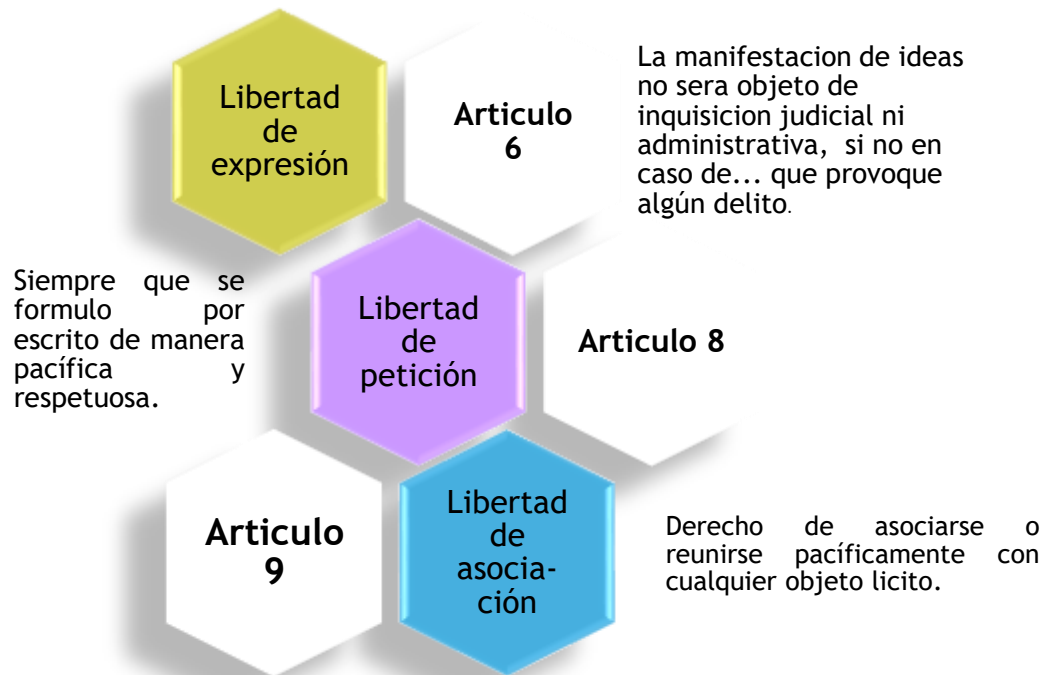 Libertad
de
expresión
Articulo
6
La manifestacion de ideas
no sera objeto de
inquisicion judicial ni
administrativa, si no en
caso de... que provoque
algún delito.
Siempre que se
formulo por
escrito de manera
pacífica y
respetuosa.
Libertad
de
petición
Articulo 8
Articulo
9
Libertad
de
asocia-
ción
Derecho de asociarse o
reunirse pacíficamente con
cualquier objeto licito.